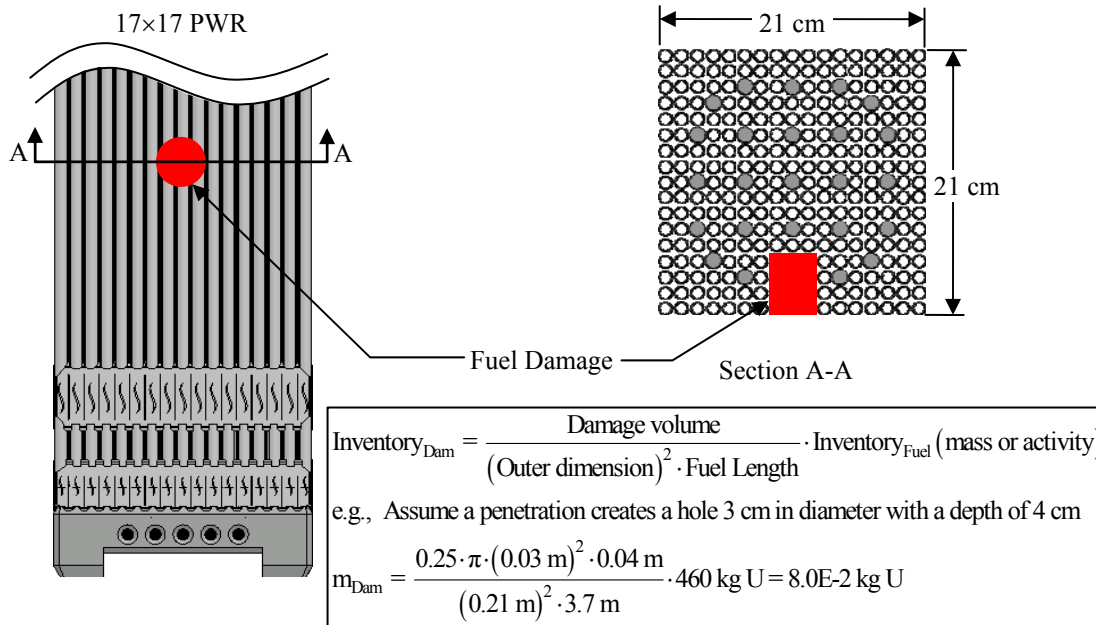 17×17 PWR
21 cm
A
A
21 cm
Fuel Damage
Section A-A
Inventory_Dam = Damage volume / (Outer dimension)² · Fuel Length · Inventory_Fuel (mass or activity)
e.g., Assume a penetration creates a hole 3 cm in diameter with a depth of 4 cm
m_Dam = 0.25·π·(0.03 m)²·0.04 m / (0.21 m)²·3.7 m ·460 kg U = 8.0E-2 kg U